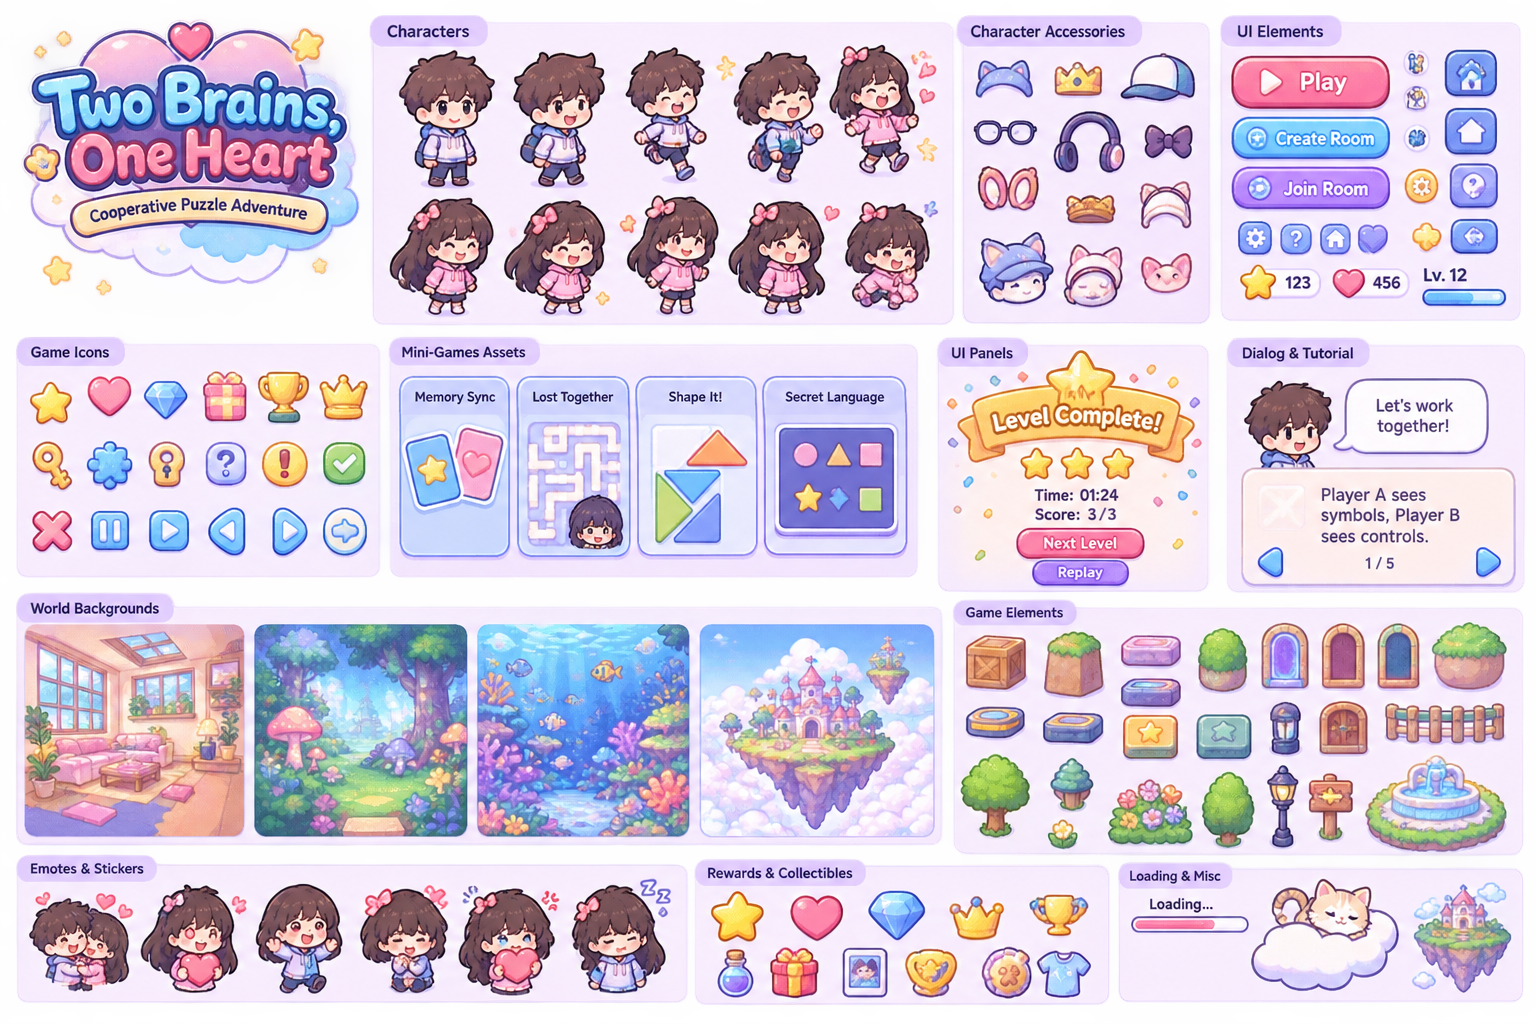 Two Brains,
One Heart
Cooperative Puzzle Adventure
Characters
Character Accessories
UI Elements
Play
Create Room
Join Room
123
456
Lv. 12
Game Icons
Mini-Games Assets
Memory Sync
Lost Together
Shape It!
Secret Language
UI Panels
Level Complete!
Time: 01:24
Score: 3/3
Next Level
Replay
Dialog & Tutorial
Let's work
together!
Player A sees
symbols, Player B
sees controls.
1 / 5
World Backgrounds
Game Elements
Emotes & Stickers
Z Z Z
Rewards & Collectibles
Loading & Misc
Loading...